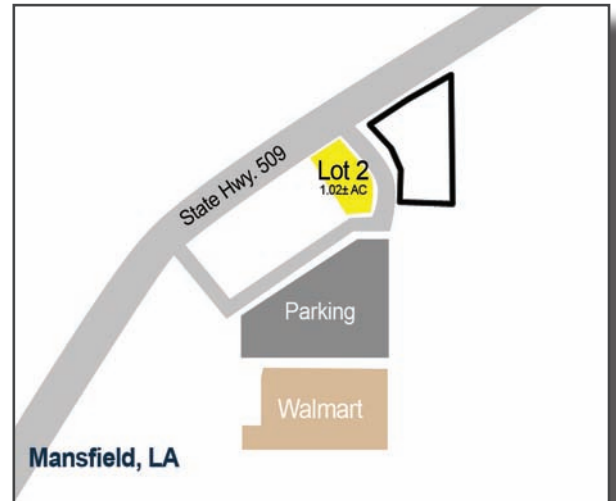 State Hwy. 509
Lot 2
1.02± AC
Parking
Walmart
Mansfield, LA